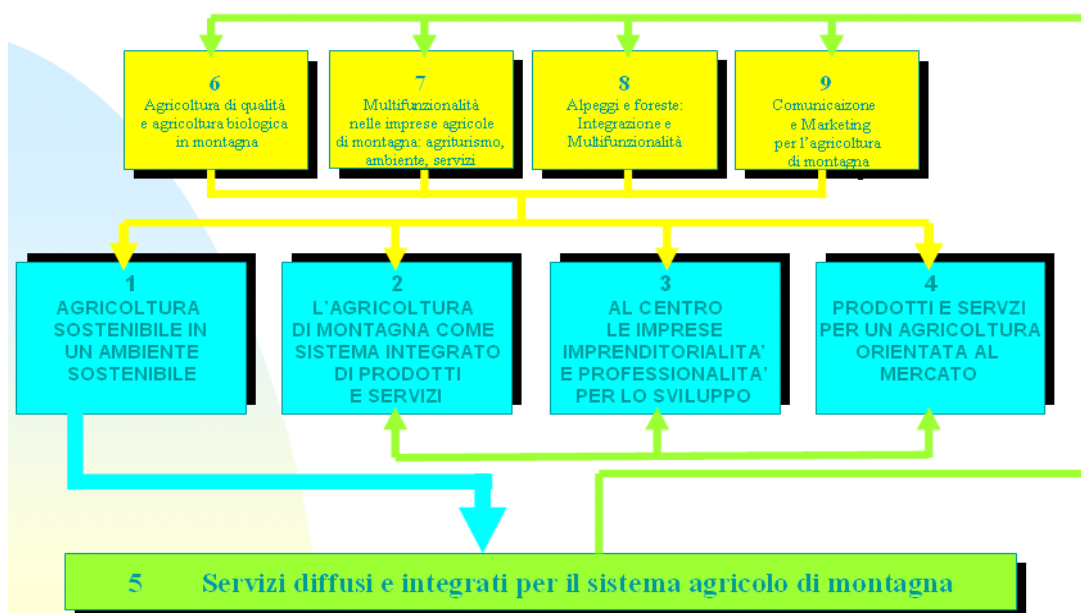 6
Agricoltura di qualità
e agricoltura biologica
in montagna
7
Multifunzionalità
nelle imprese agricole
di montagna: agriturismo,
ambiente, servizi
8
Alpeggi e foreste:
Integrazione e
Multifunzionalità
9
Comunicaizone
e Marketing
per l’agricoltura
di montagna
1
AGRICOLTURA
SOSTENIBILE IN
UN AMBIENTE
SOSTENIBILE
2
L’AGRICOLTURA
DI MONTAGNA COME
SISTEMA INTEGRATO
DI PRODOTTI
E SERVIZI
3
AL CENTRO
LE IMPRESE
IMPRENDITORIALITA’
E PROFESSIONALITA’
PER LO SVILUPPO
4
PRODOTTI E SERVZI
PER UN AGRICOLTURA
ORIENTATA AL
MERCATO
5 Servizi diffusi e integrati per il sistema agricolo di montagna